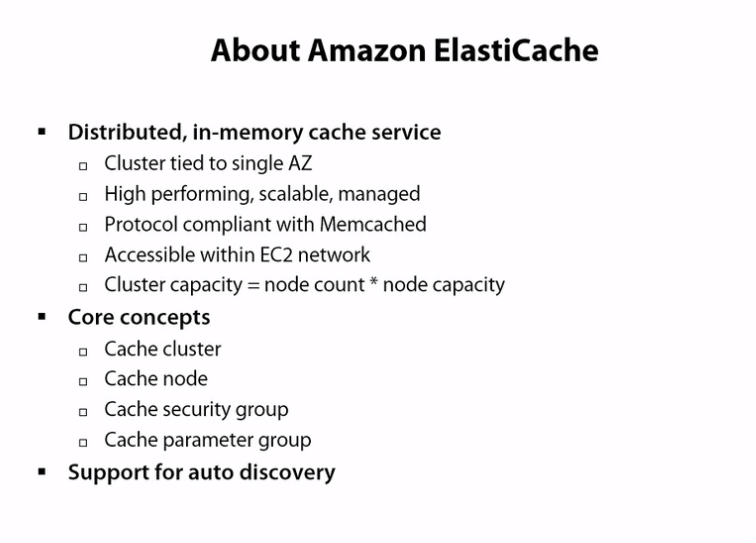 About Amazon ElastiCache
▪ Distributed, in-memory cache service
▫ Cluster tied to single AZ
▫ High performing, scalable, managed
▫ Protocol compliant with Memcached
▫ Accessible within EC2 network
▫ Cluster capacity = node count * node capacity
▪ Core concepts
▫ Cache cluster
▫ Cache node
▫ Cache security group
▫ Cache parameter group
▪ Support for auto discovery